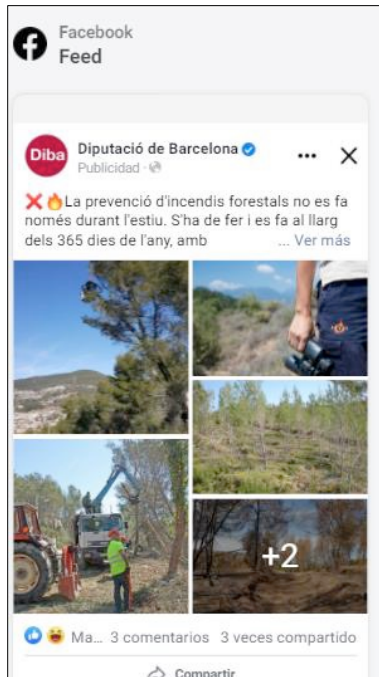 Facebook
Feed
Diba
Diputació de Barcelona
Publicidad ·
❌🔥La prevenció d'incendis forestals no es fa
només durant l'estiu. S'ha de fer i es fa al llarg
dels 365 dies de l'any, amb ... Ver más
+2
Ma... 3 comentarios 3 veces compartido
Compartir